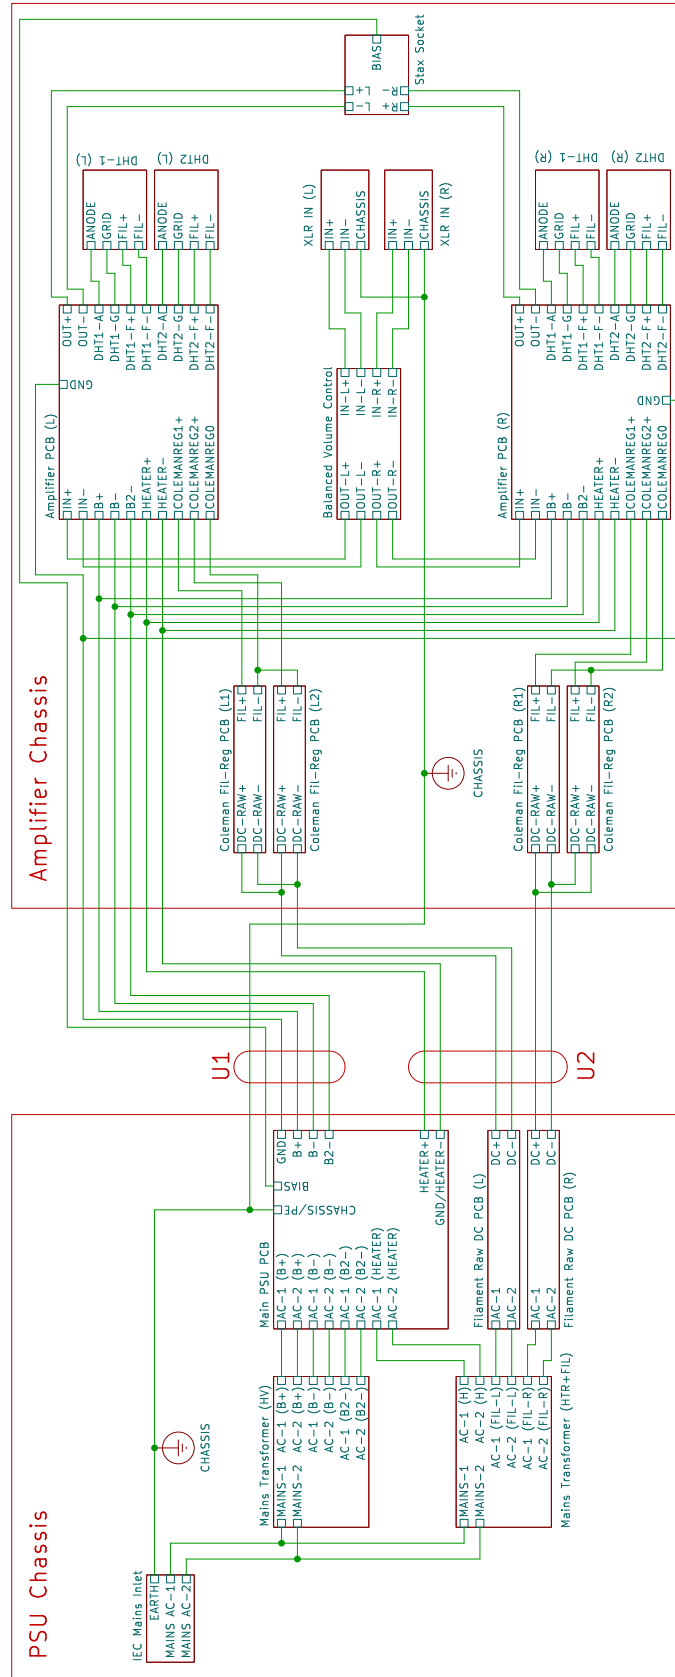 Amplifier Chassis
Stax Socket
BIAS
L+
L-
R-
R+
DHT-1 (L)
ANODE
GRID
FIL+
FIL-
DHT2 (L)
ANODE
GRID
FIL+
FIL-
XLR IN (L)
IN+
IN-
CHASSIS
XLR IN (R)
IN+
IN-
CHASSIS
DHT-1 (R)
ANODE
GRID
FIL+
FIL-
DHT2 (R)
ANODE
GRID
FIL+
FIL-
Amplifier PCB (L)
OUT+
OUT-
DHT1-A
DHT1-G
DHT1-F+
DHT1-F-
DHT2-A
DHT2-G
DHT2-F+
DHT2-F-
GND
IN+
IN-
B+
B-
B2-
HEATER+
HEATER-
COLEMANREG1+
COLEMANREG2+
COLEMANREG0
Balanced Volume Control
IN-L+
IN-L-
IN-R+
IN-R-
OUT-L+
OUT-L-
OUT-R+
OUT-R-
Amplifier PCB (R)
OUT+
OUT-
DHT1-A
DHT1-G
DHT1-F+
DHT1-F-
DHT2-A
DHT2-G
DHT2-F+
DHT2-F-
GND
IN+
IN-
B+
B-
B2-
HEATER+
HEATER-
COLEMANREG1+
COLEMANREG2+
COLEMANREG0
Coleman Fil-Reg PCB (L1)
FIL+
FIL-
DC-RAW+
DC-RAW-
Coleman Fil-Reg PCB (L2)
FIL+
FIL-
DC-RAW+
DC-RAW-
CHASSIS
Coleman Fil-Reg PCB (R1)
FIL+
FIL-
DC-RAW+
DC-RAW-
Coleman Fil-Reg PCB (R2)
FIL+
FIL-
DC-RAW+
DC-RAW-
U1
U2
PSU Chassis
Main PSU PCB
GND
B+
B-
B2-
BIAS
CHASSIS/PE
HEATER+
GND/HEATER-
AC-1 (B+)
AC-2 (B+)
AC-1 (B-)
AC-2 (B-)
AC-1 (B2-)
AC-2 (B2-)
AC-1 (HEATER)
AC-2 (HEATER)
Filament Raw DC PCB (L)
DC+
DC-
AC-1
AC-2
Filament Raw DC PCB (R)
DC+
DC-
AC-1
AC-2
CHASSIS
Mains Transformer (HV)
MAINS-1
MAINS-2
AC-1 (B+)
AC-2 (B+)
AC-1 (B-)
AC-2 (B-)
AC-1 (B2-)
AC-2 (B2-)
Mains Transformer (HTR+FIL)
MAINS-1
MAINS-2
AC-1 (H)
AC-2 (H)
AC-1 (FIL-L)
AC-2 (FIL-L)
AC-1 (FIL-R)
AC-2 (FIL-R)
IEC Mains Inlet
EARTH
MAINS AC-1
MAINS AC-2